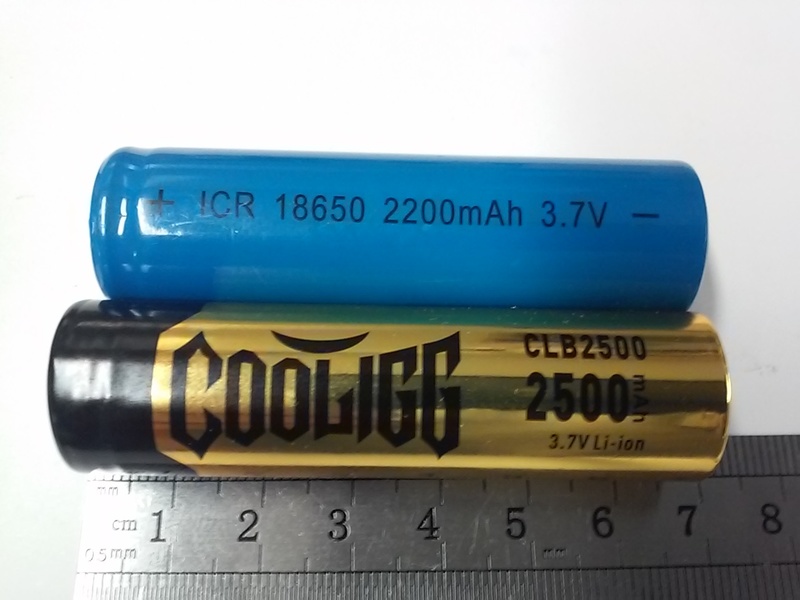 + ICR 18650 2200mAh 3.7V −
COOLIGG
CLB2500
2500mAh
3.7V Li-ion
mm
cm 1 2 3 4 5 6 7 8
0.5mm